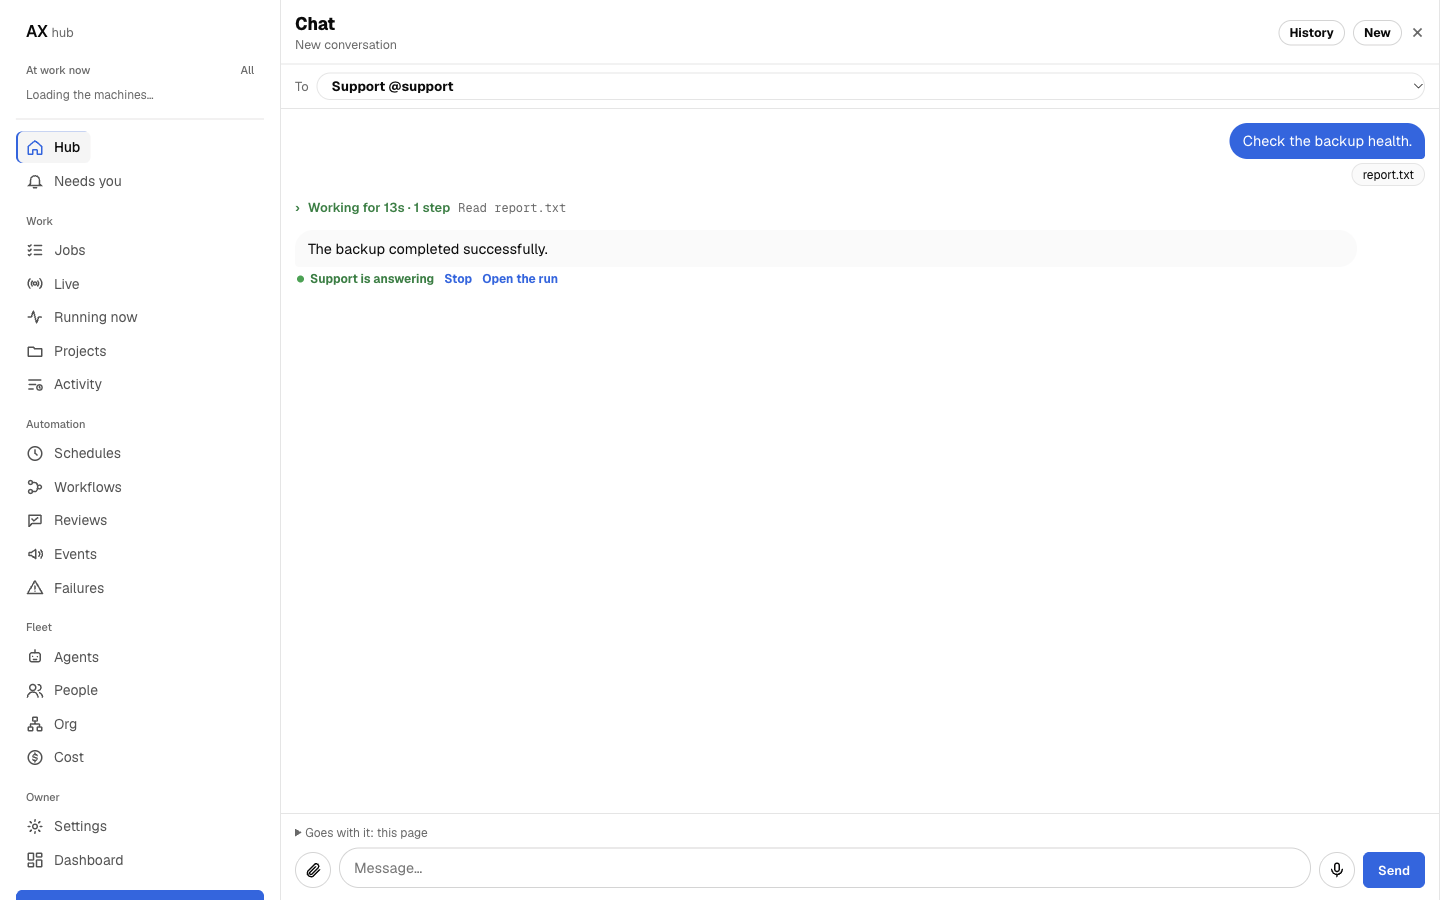 AX hub
At work now
All
Loading the machines...
Hub
Needs you
Work
Jobs
Live
Running now
Projects
Activity
Automation
Schedules
Workflows
Reviews
Events
Failures
Fleet
Agents
People
Org
Cost
Owner
Settings
Dashboard
Chat
New conversation
History
New
To
Support @support
Check the backup health.
report.txt
› Working for 13s · 1 step Read report.txt
The backup completed successfully.
Support is answering Stop Open the run
Goes with it: this page
Message...
Send